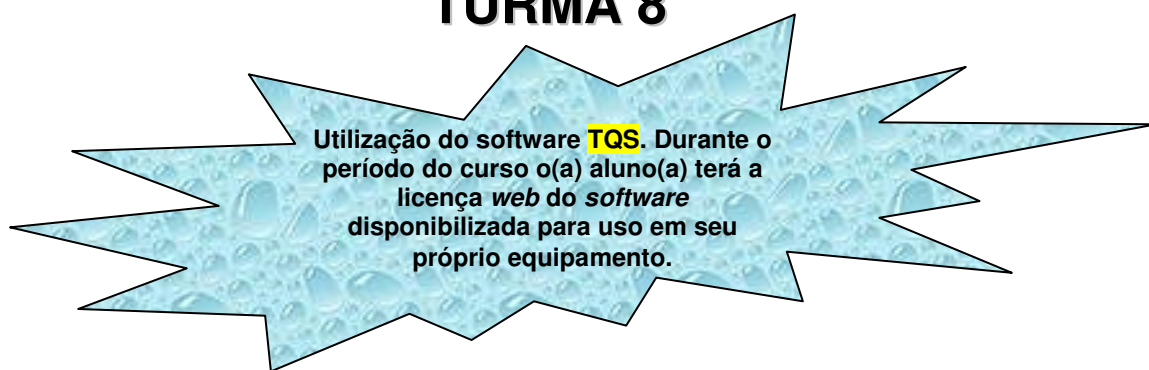 TURMA 8
Utilização do software TQS. Durante o
período do curso o(a) aluno(a) terá a
licença web do software
disponibilizada para uso em seu
próprio equipamento.